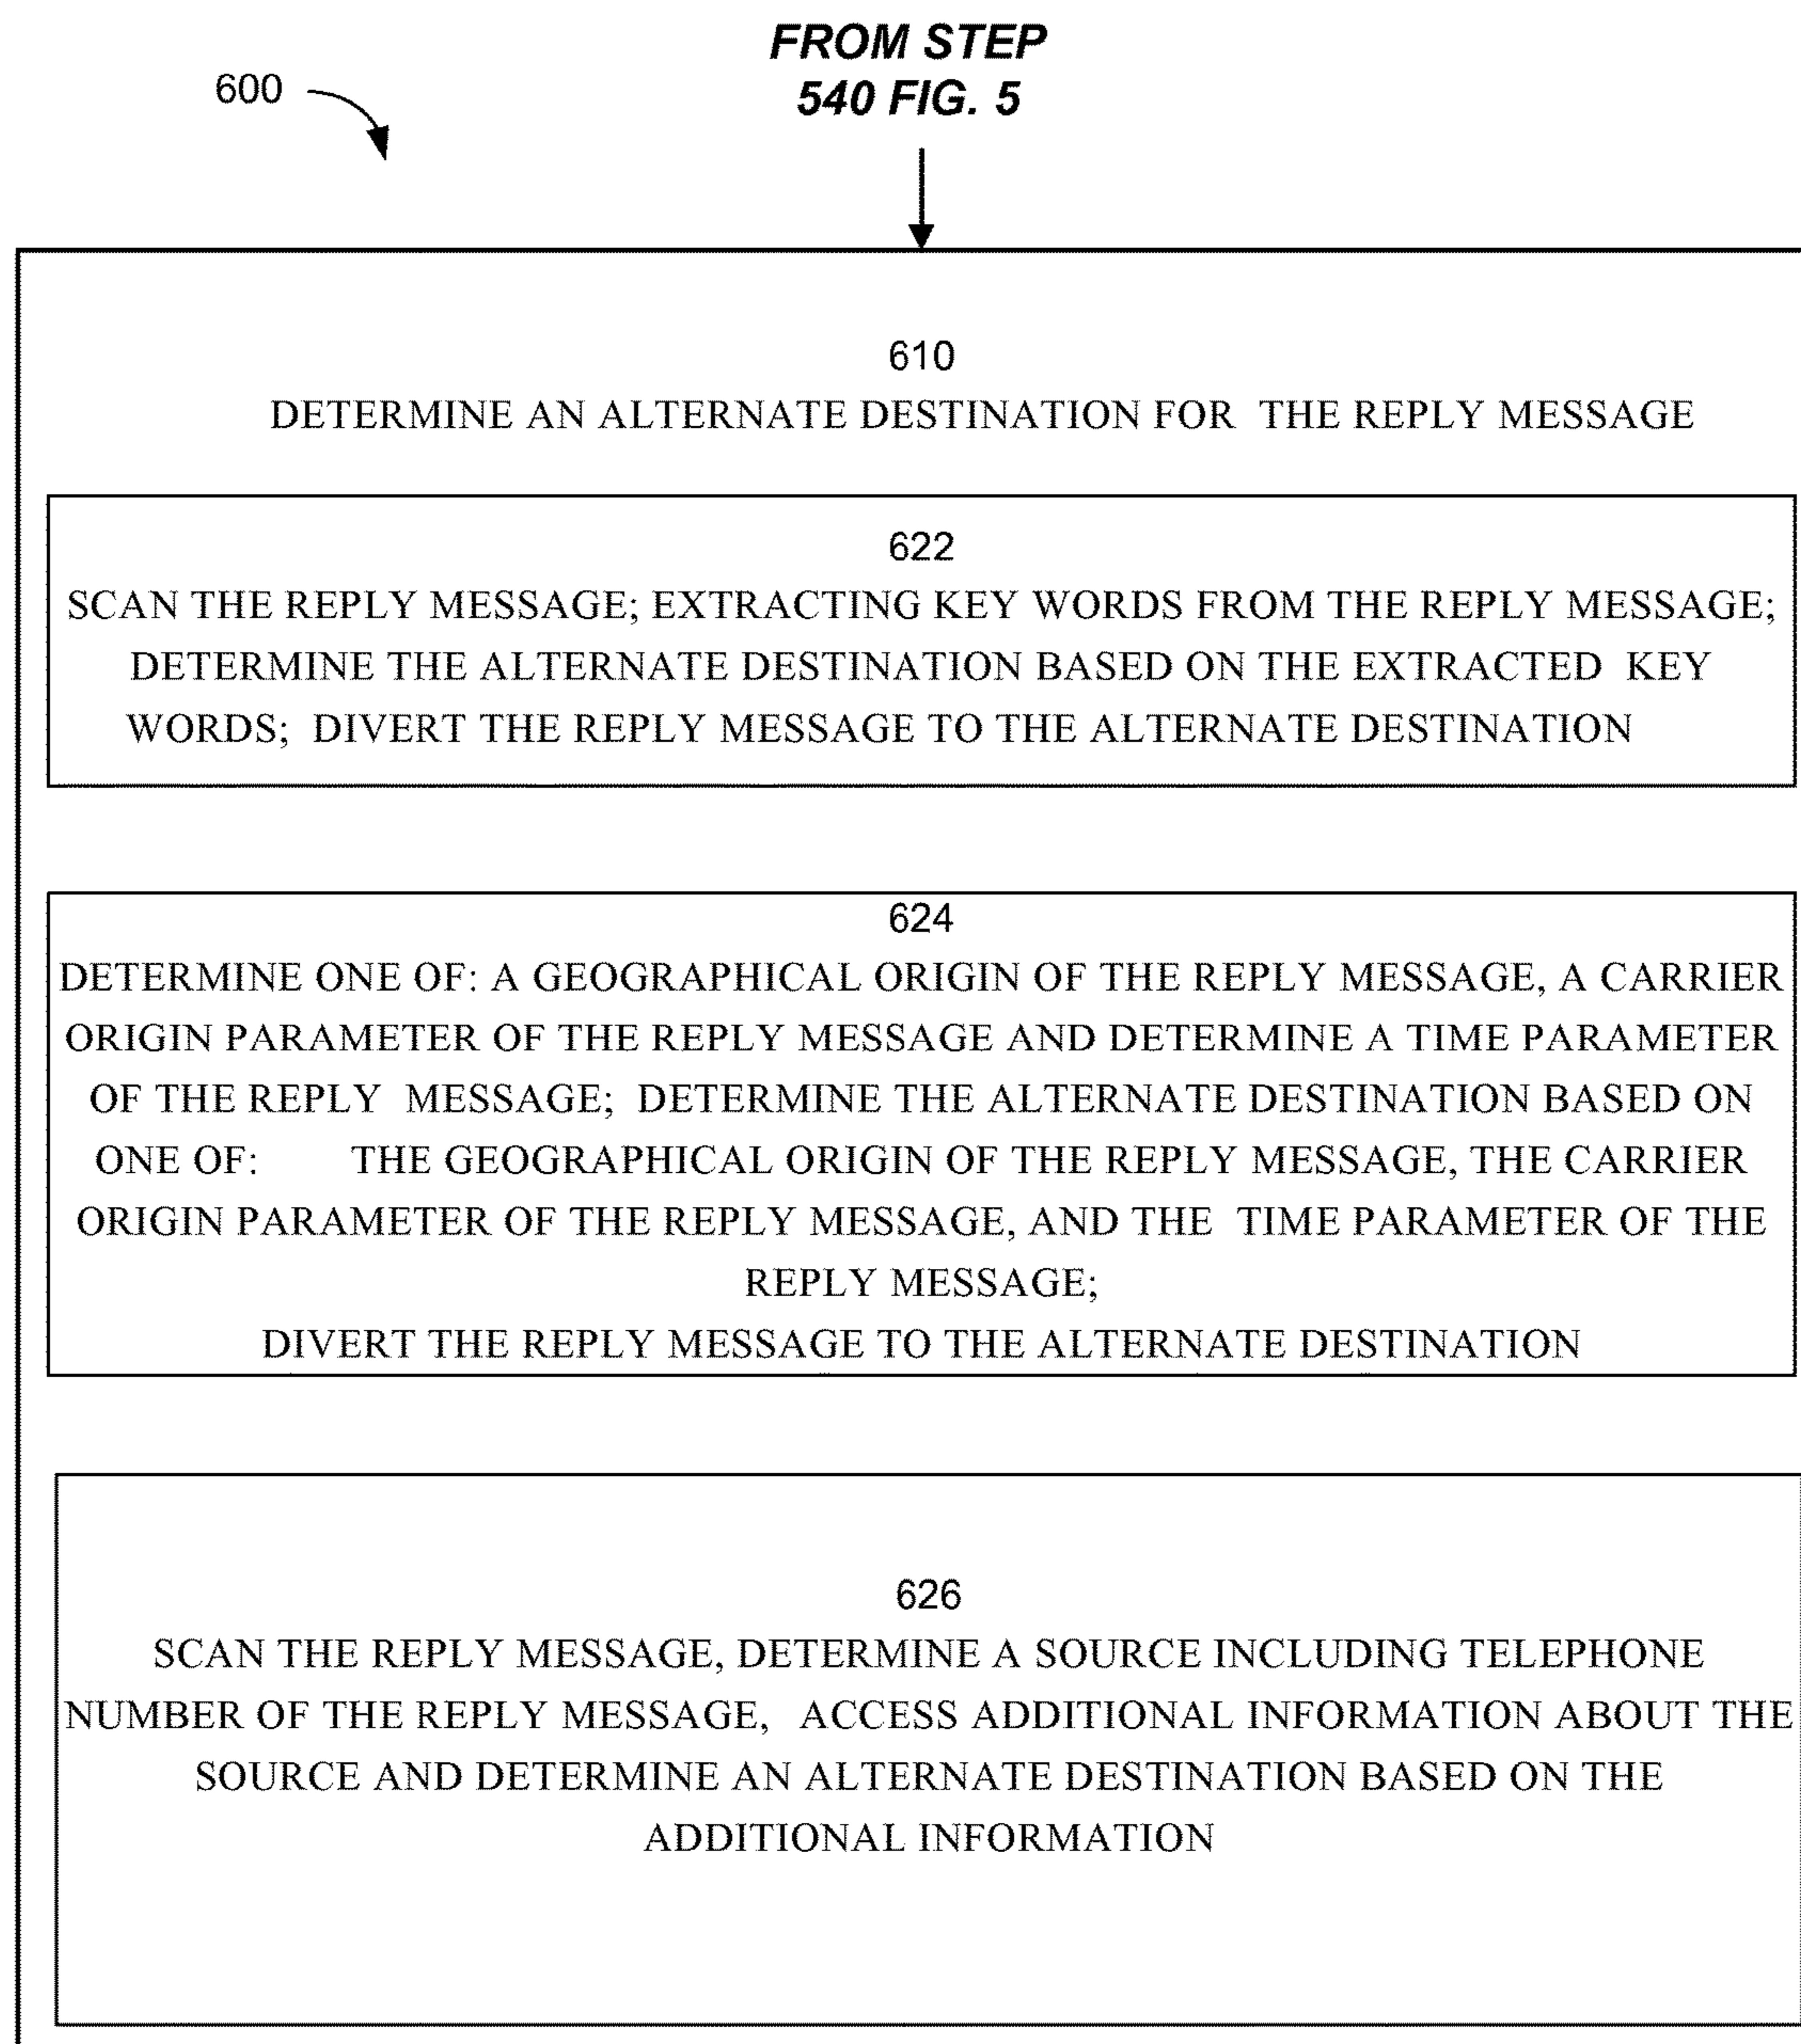 FROM STEP
600
540 FIG. 5
610
DETERMINE AN ALTERNATE DESTINATION FOR THE REPLY MESSAGE
622
SCAN THE REPLY MESSAGE; EXTRACTING KEY WORDS FROM THE REPLY MESSAGE;
DETERMINE THE ALTERNATE DESTINATION BASED ON THE EXTRACTED KEY
WORDS; DIVERT THE REPLY MESSAGE TO THE ALTERNATE DESTINATION
624
DETERMINE ONE OF: A GEOGRAPHICAL ORIGIN OF THE REPLY MESSAGE, A CARRIER
ORIGIN PARAMETER OF THE REPLY MESSAGE AND DETERMINE A TIME PARAMETER
OF THE REPLY MESSAGE; DETERMINE THE ALTERNATE DESTINATION BASED ON
ONE OF: THE GEOGRAPHICAL ORIGIN OF THE REPLY MESSAGE, THE CARRIER
ORIGIN PARAMETER OF THE REPLY MESSAGE, AND THE TIME PARAMETER OF THE
REPLY MESSAGE;
DIVERT THE REPLY MESSAGE TO THE ALTERNATE DESTINATION
626
SCAN THE REPLY MESSAGE, DETERMINE A SOURCE INCLUDING TELEPHONE
NUMBER OF THE REPLY MESSAGE, ACCESS ADDITIONAL INFORMATION ABOUT THE
SOURCE AND DETERMINE AN ALTERNATE DESTINATION BASED ON THE
ADDITIONAL INFORMATION